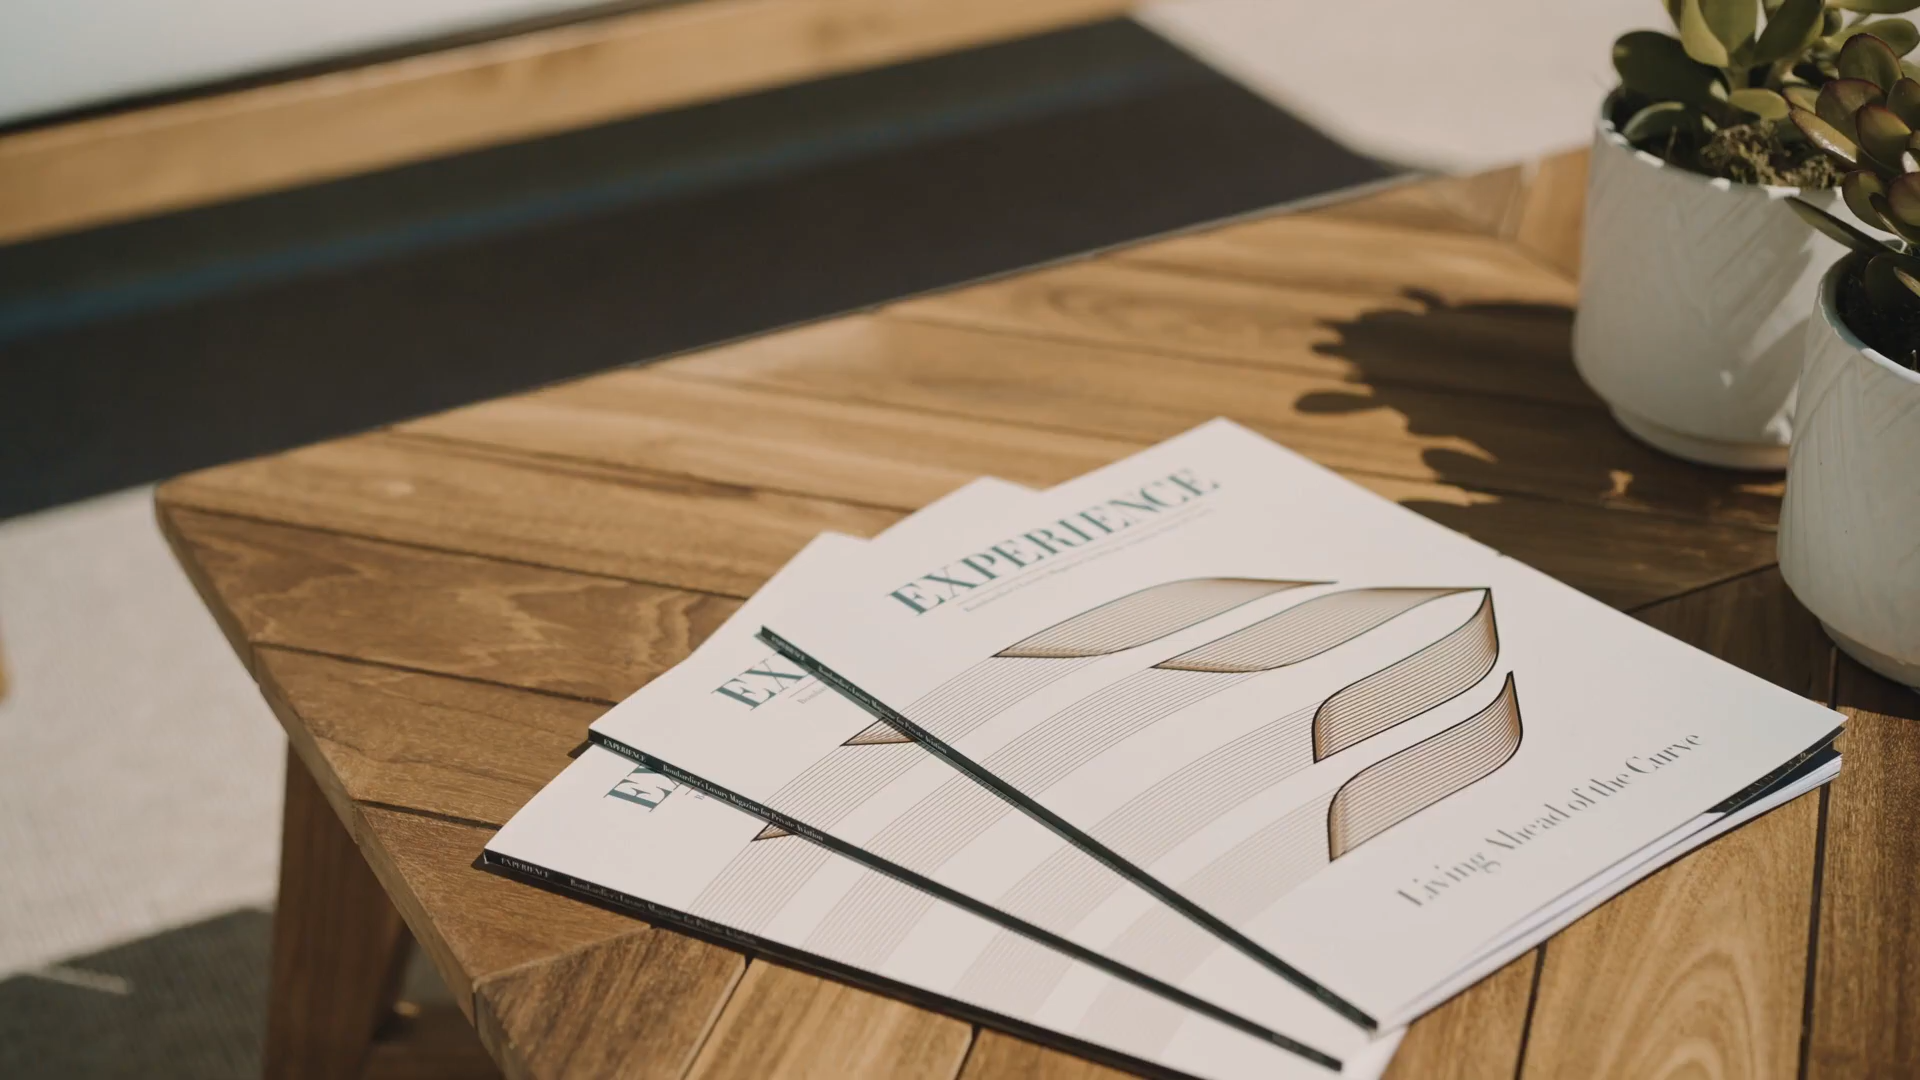 EXPERIENCE
Living Ahead of the Curve
EXPERIENCE Bombardier's Luxury Magazine for Private Aviation
EX
EXPERIENCE Bombardier's Luxury Magazine for Private Aviation
EX
EXPERIENCE Bombardier's Luxury Magazine for Private Aviation